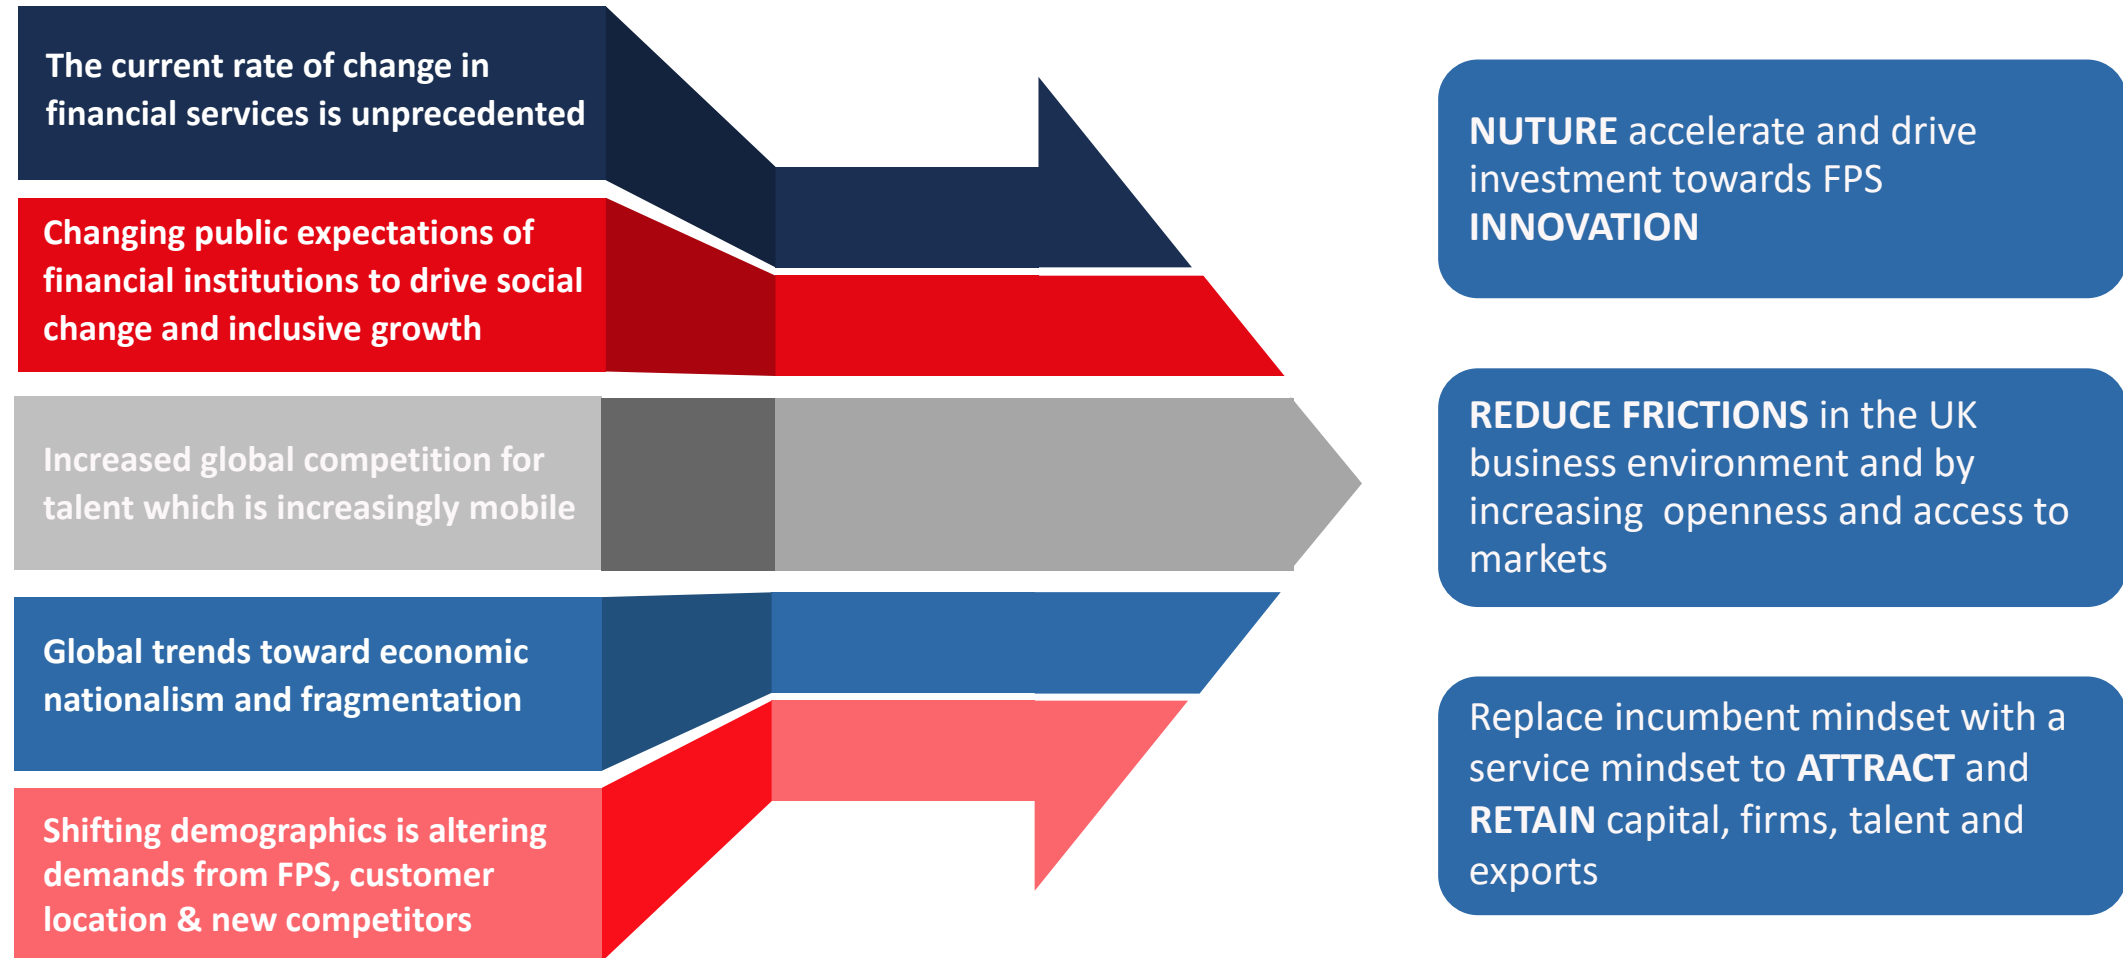 The current rate of change in
financial services is unprecedented
Changing public expectations of
financial institutions to drive social
change and inclusive growth
Increased global competition for
talent which is increasingly mobile
Global trends toward economic
nationalism and fragmentation
Shifting demographics is altering
demands from FPS, customer
location & new competitors
NUTURE accelerate and drive
investment towards FPS
INNOVATION
REDUCE FRICTIONS in the UK
business environment and by
increasing  openness and access to
markets
Replace incumbent mindset with a
service mindset to ATTRACT and
RETAIN capital, firms, talent and
exports